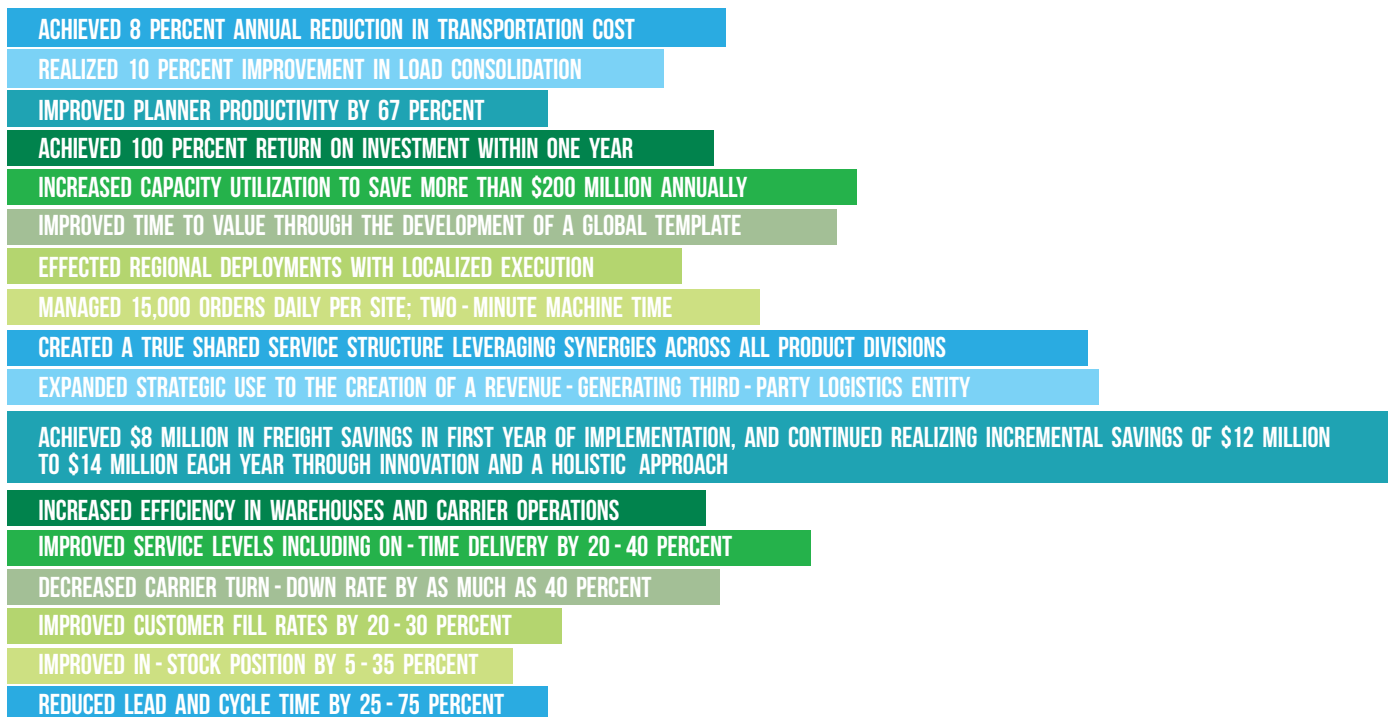 ACHIEVED 8 PERCENT ANNUAL REDUCTION IN TRANSPORTATION COST
REALIZED 10 PERCENT IMPROVEMENT IN LOAD CONSOLIDATION
IMPROVED PLANNER PRODUCTIVITY BY 67 PERCENT
ACHIEVED 100 PERCENT RETURN ON INVESTMENT WITHIN ONE YEAR
INCREASED CAPACITY UTILIZATION TO SAVE MORE THAN $200 MILLION ANNUALLY
IMPROVED TIME TO VALUE THROUGH THE DEVELOPMENT OF A GLOBAL TEMPLATE
EFFECTED REGIONAL DEPLOYMENTS WITH LOCALIZED EXECUTION
MANAGED 15,000 ORDERS DAILY PER SITE; TWO-MINUTE MACHINE TIME
CREATED A TRUE SHARED SERVICE STRUCTURE LEVERAGING SYNERGIES ACROSS ALL PRODUCT DIVISIONS
EXPANDED STRATEGIC USE TO THE CREATION OF A REVENUE-GENERATING THIRD-PARTY LOGISTICS ENTITY
ACHIEVED $8 MILLION IN FREIGHT SAVINGS IN FIRST YEAR OF IMPLEMENTATION, AND CONTINUED REALIZING INCREMENTAL SAVINGS OF $12 MILLION
TO $14 MILLION EACH YEAR THROUGH INNOVATION AND A HOLISTIC APPROACH
INCREASED EFFICIENCY IN WAREHOUSES AND CARRIER OPERATIONS
IMPROVED SERVICE LEVELS INCLUDING ON-TIME DELIVERY BY 20-40 PERCENT
DECREASED CARRIER TURN-DOWN RATE BY AS MUCH AS 40 PERCENT
IMPROVED CUSTOMER FILL RATES BY 20-30 PERCENT
IMPROVED IN-STOCK POSITION BY 5-35 PERCENT
REDUCED LEAD AND CYCLE TIME BY 25-75 PERCENT